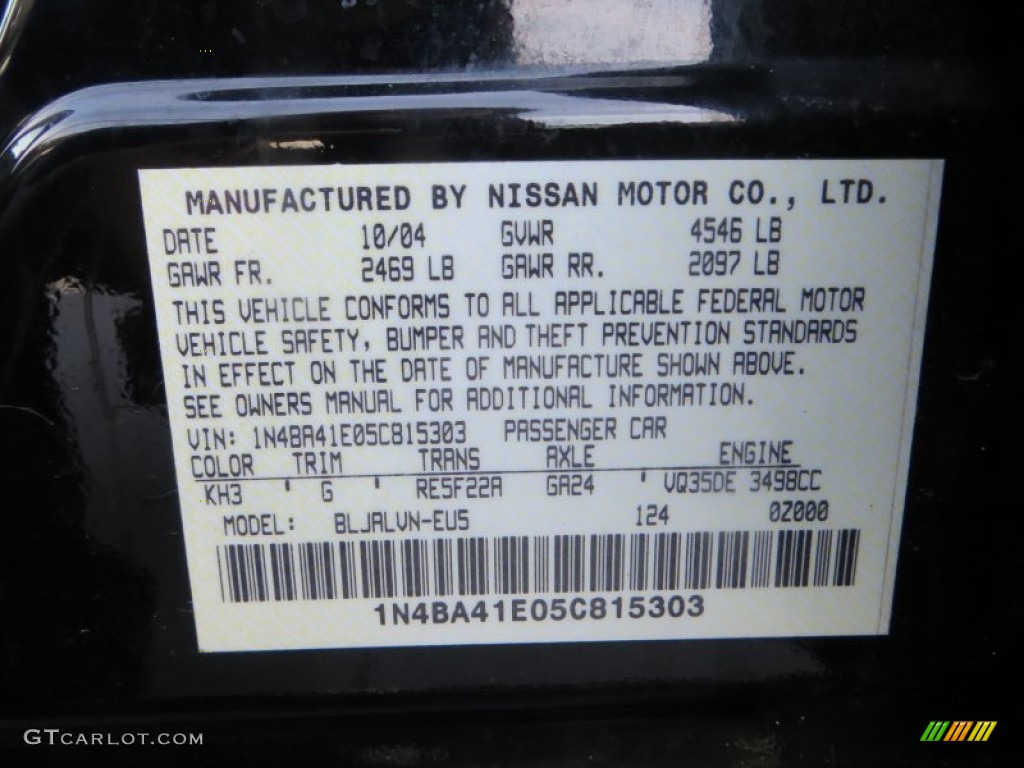 MANUFACTURED BY NISSAN MOTOR CO., LTD.
DATE 10/04 GVWR 4546 LB
GAWR FR. 2469 LB GAWR RR. 2097 LB
THIS VEHICLE CONFORMS TO ALL APPLICABLE FEDERAL MOTOR
VEHICLE SAFETY, BUMPER AND THEFT PREVENTION STANDARDS
IN EFFECT ON THE DATE OF MANUFACTURE SHOWN ABOVE.
SEE OWNERS MANUAL FOR ADDITIONAL INFORMATION.
VIN: 1N4BA41E05C815303 PASSENGER CAR
COLOR TRIM TRANS AXLE ENGINE
KH3 ' G ' RE5F22A GA24 ' VQ35DE 3498CC
MODEL: BLJALVN-EU5 124 0Z000
1N4BA41E05C815303
GTCARLOT.COM